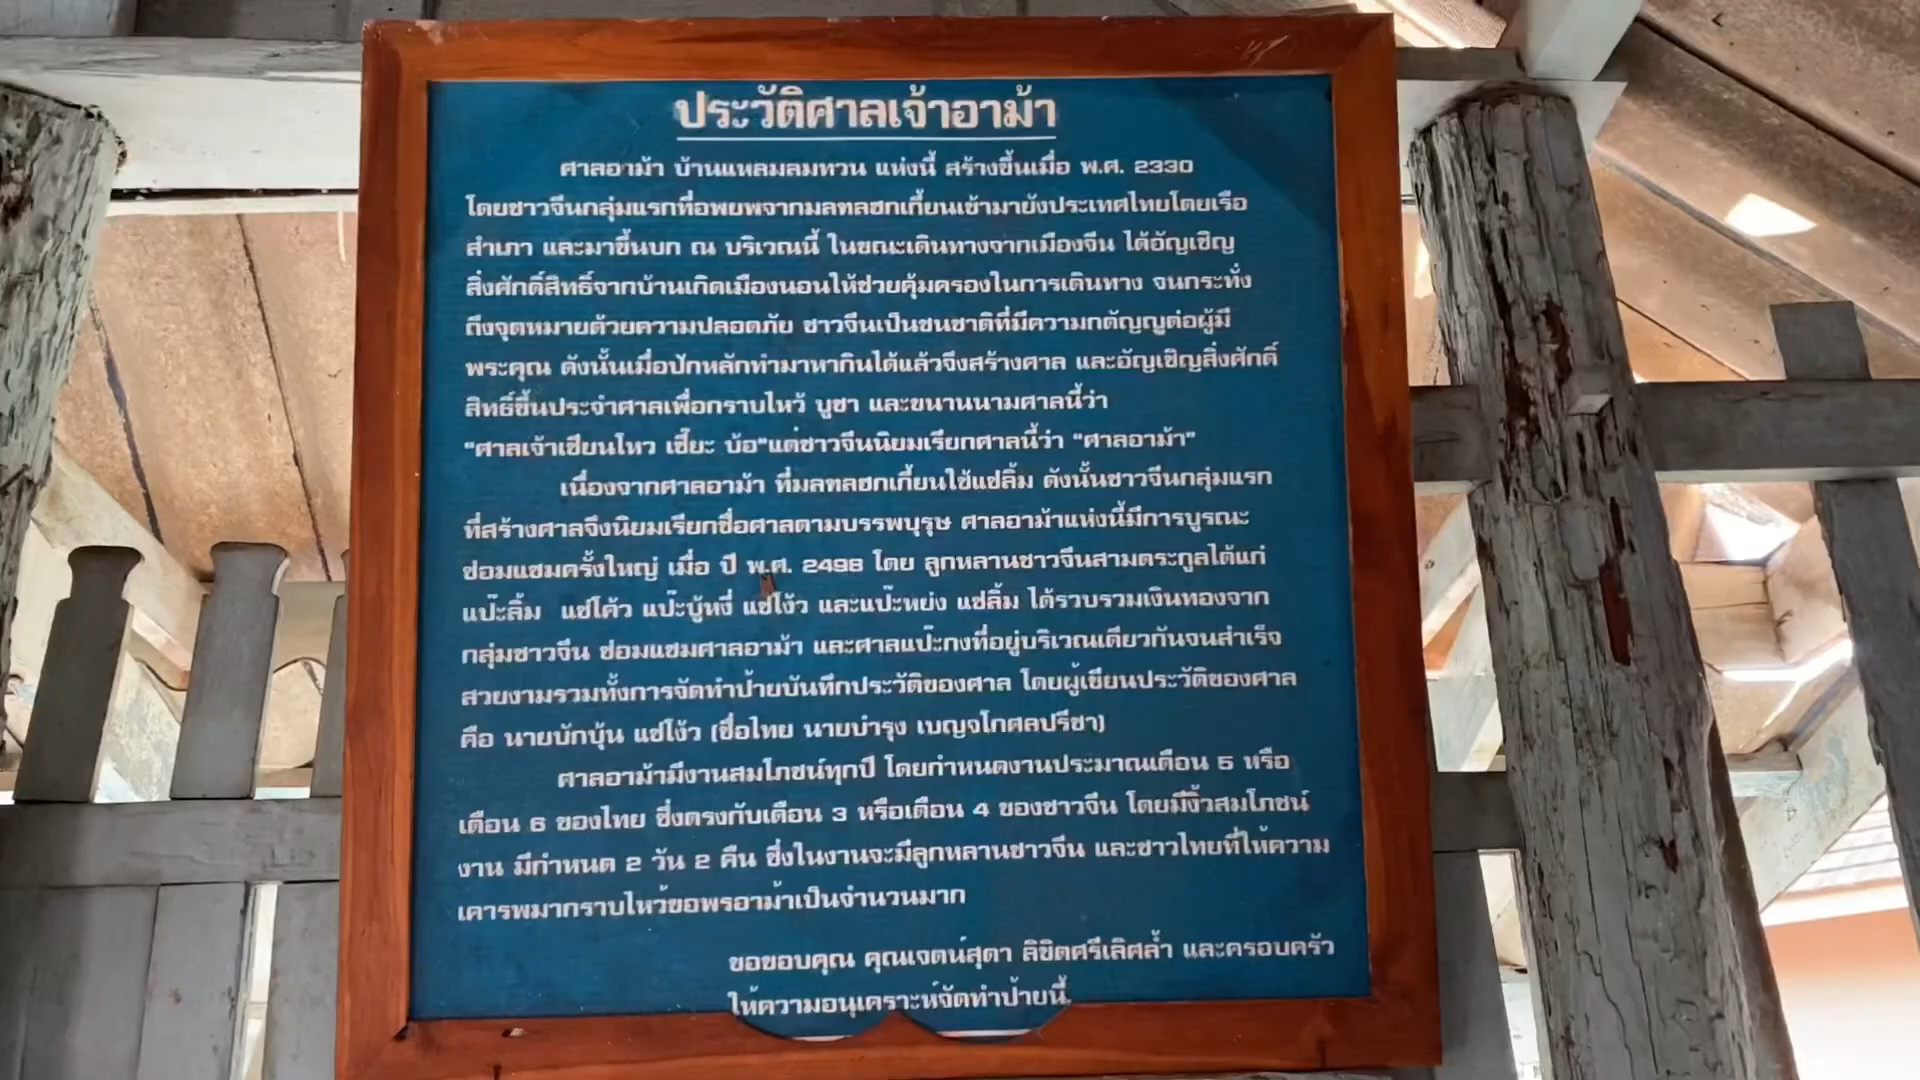 ประวัติศาลเจ้าอาม้า
ศาลอาม้า บ้านแหลมลมทวน แห่งนี้ สร้างขึ้นเมื่อ พ.ศ. 2330
โดยชาวจีนกลุ่มแรกที่อพยพจากมลฑลฮกเกี้ยนเข้ามายังประเทศไทยโดยเรือ
สำเภา และมาขึ้นบก ณ บริเวณนี้ ในขณะเดินทางจากเมืองจีน ได้อัญเชิญ
สิ่งศักดิ์สิทธิ์จากบ้านเกิดเมืองนอนให้ช่วยคุ้มครองในการเดินทาง จนกระทั่ง
ถึงจุดหมายด้วยความปลอดภัย ชาวจีนเป็นชนชาติที่มีความกตัญญูต่อผู้มี
พระคุณ ดังนั้นเมื่อปักหลักทำมาหากินได้แล้วจึงสร้างศาล และอัญเชิญสิ่งศักดิ์
สิทธิ์ขึ้นประจำศาลเพื่อกราบไหว้ บูชา และขนานนามศาลนี้ว่า
"ศาลเจ้าเซียนโหว เซี๊ยะ บ้อ"แต่ชาวจีนนิยมเรียกศาลนี้ว่า "ศาลอาม้า"
เนื่องจากศาลอาม้า ที่มลฑลฮกเกี้ยนใช้แซ่ลิ้ม ดังนั้นชาวจีนกลุ่มแรก
ที่สร้างศาลจึงนิยมเรียกชื่อศาลตามบรรพบุรุษ ศาลอาม้าแห่งนี้มีการบูรณะ
ซ่อมแซมครั้งใหญ่ เมื่อ ปี พ.ศ. 2498 โดย ลูกหลานชาวจีนสามตระกูลได้แก่
แป๊ะลิ้ม แซ่โค้ว แป๊ะบู้หงี่ แซ่โง้ว และแป๊ะหย่ง แซ่ลิ้ม ได้รวบรวมเงินทองจาก
กลุ่มชาวจีน ซ่อมแซมศาลอาม้า และศาลแป๊ะกงที่อยู่บริเวณเดียวกันจนสำเร็จ
สวยงามรวมทั้งการจัดทำป้ายบันทึกประวัติของศาล โดยผู้เขียนประวัติของศาล
คือ นายบักบุ้น แซ่โง้ว (ชื่อไทย นายบำรุง เบญจโกศลปรีชา)
ศาลอาม้ามีงานสมโภชน์ทุกปี โดยกำหนดงานประมาณเดือน 5 หรือ
เดือน 6 ของไทย ซึ่งตรงกับเดือน 3 หรือเดือน 4 ของชาวจีน โดยมีงิ้วสมโภชน์
งาน มีกำหนด 2 วัน 2 คืน ซึ่งในงานจะมีลูกหลานชาวจีน และชาวไทยที่ให้ความ
เคารพมากราบไหว้ขอพรอาม้าเป็นจำนวนมาก
ขอขอบคุณ คุณเจตน์สุดา ลิขิตศรีเลิศล้ำ และครอบครัว
ให้ความอนุเคราะห์จัดทำป้ายนี้